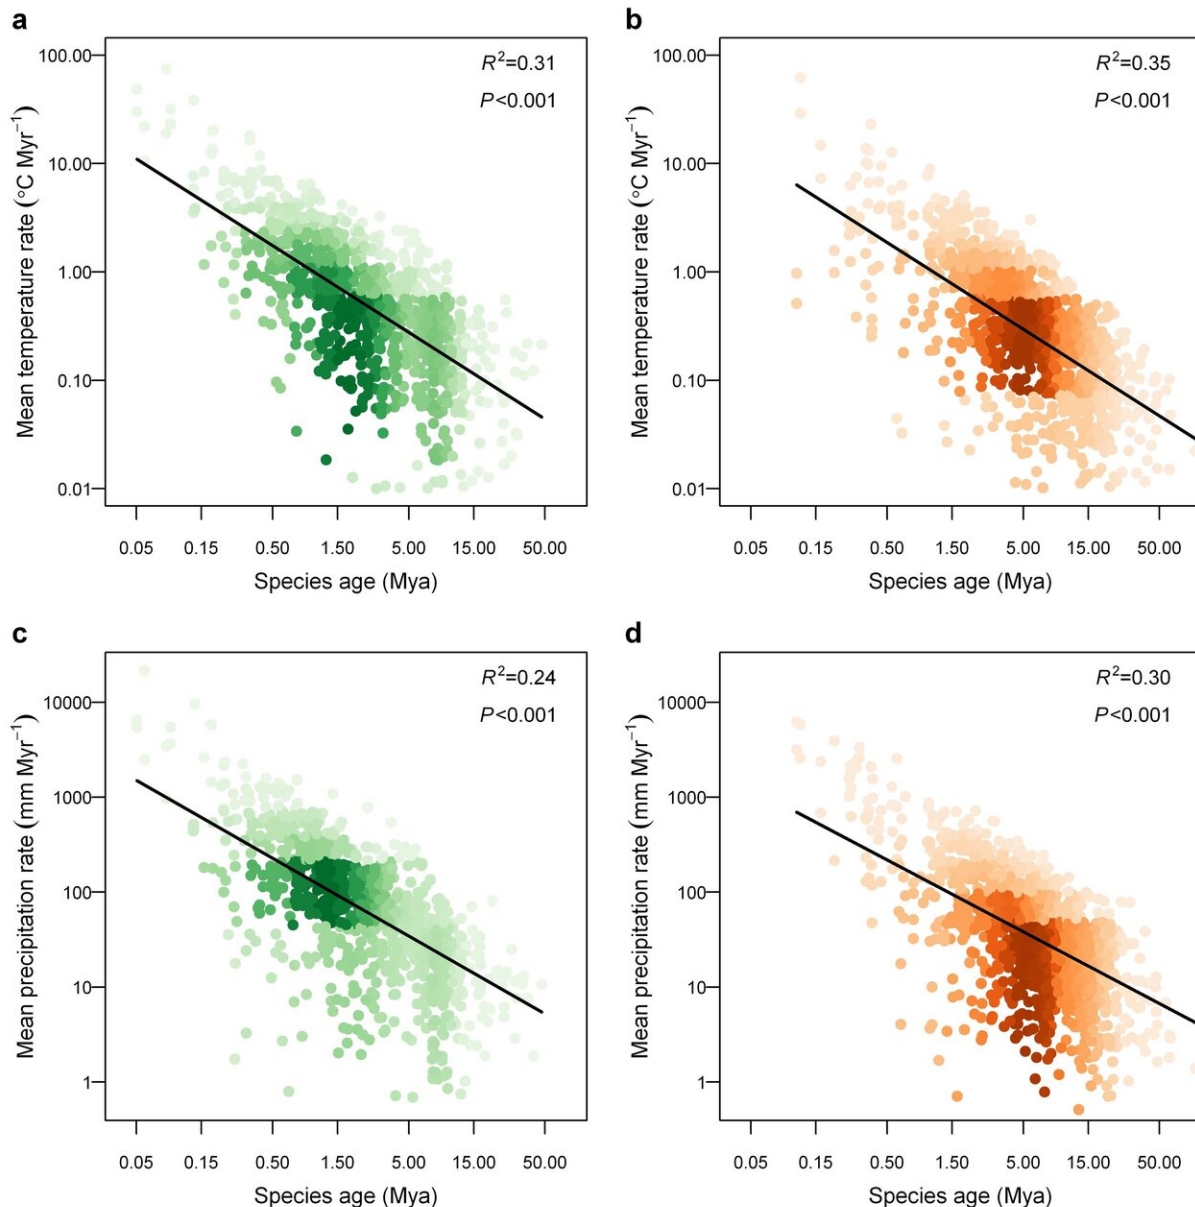 a
R²=0.31
P<0.001
Mean temperature rate (°C Myr⁻¹)
100.00
10.00
1.00
0.10
0.01
0.05 0.15 0.50 1.50 5.00 15.00 50.00
Species age (Mya)
b
R²=0.35
P<0.001
Mean temperature rate (°C Myr⁻¹)
100.00
10.00
1.00
0.10
0.01
0.05 0.15 0.50 1.50 5.00 15.00 50.00
Species age (Mya)
c
R²=0.24
P<0.001
Mean precipitation rate (mm Myr⁻¹)
10000
1000
100
10
1
0.05 0.15 0.50 1.50 5.00 15.00 50.00
Species age (Mya)
d
R²=0.30
P<0.001
Mean precipitation rate (mm Myr⁻¹)
10000
1000
100
10
1
0.05 0.15 0.50 1.50 5.00 15.00 50.00
Species age (Mya)